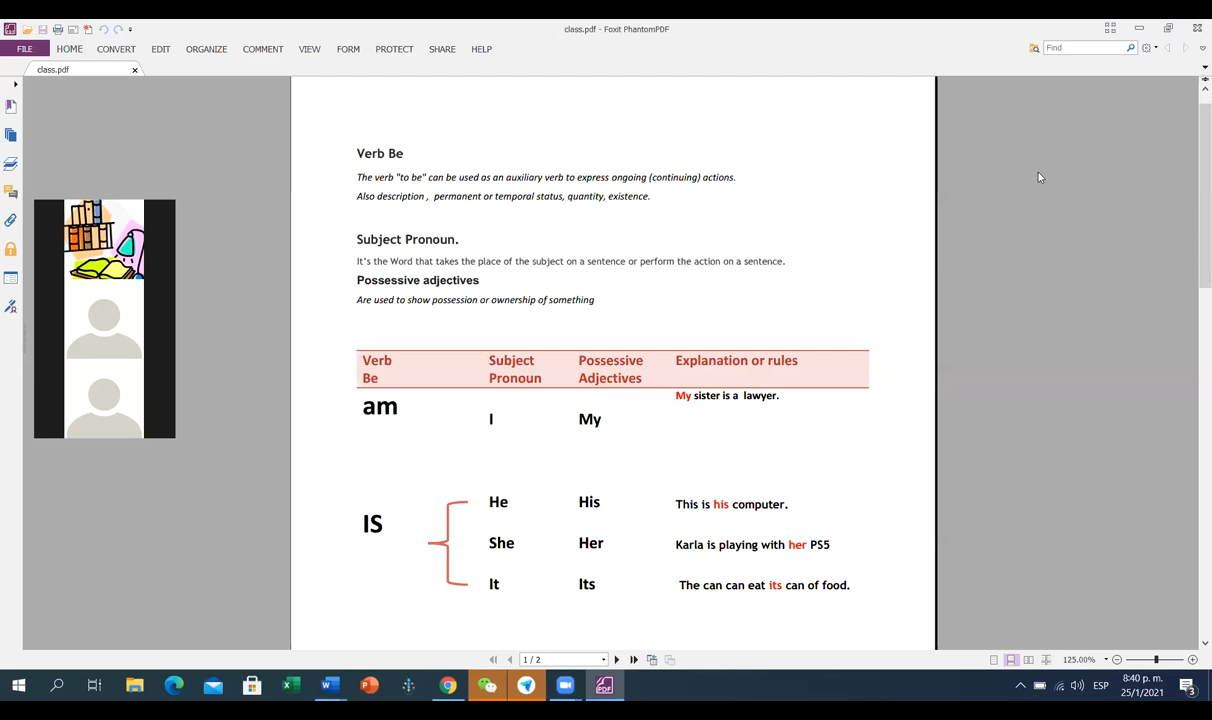 class.pdf - Foxit PhantomPDF
FILE HOME CONVERT EDIT ORGANIZE COMMENT VIEW FORM PROTECT SHARE HELP
Find
class.pdf
Verb Be
The verb "to be" can be used as an auxiliary verb to express ongoing (continuing) actions.
Also description , permanent or temporal status, quantity, existence.
Subject Pronoun.
It's the Word that takes the place of the subject on a sentence or perform the action on a sentence.
Possessive adjectives
Are used to show possession or ownership of something
Verb Be Subject Pronoun Possessive Adjectives Explanation or rules
My sister is a lawyer.
am I My
He His This is his computer.
IS
She Her Karla is playing with her PS5
It Its The can can eat its can of food.
1 / 2
125.00%
PDF
ESP
8:40 p. m.
25/1/2021
3